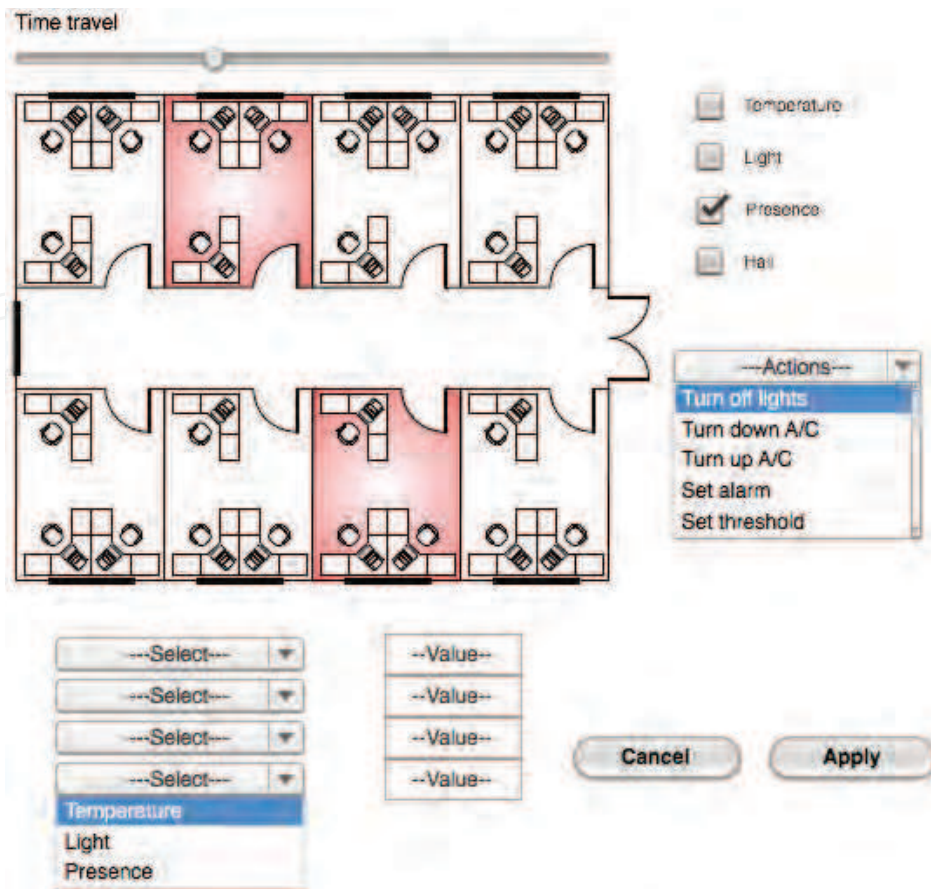 Time travel
Temperature
Light
Presence
Hall
---Actions---
Turn off lights
Turn down A/C
Turn up A/C
Set alarm
Set threshold
---Select---
--Value--
---Select---
--Value--
---Select---
--Value--
---Select---
--Value--
Cancel
Apply
Temperature
Light
Presence